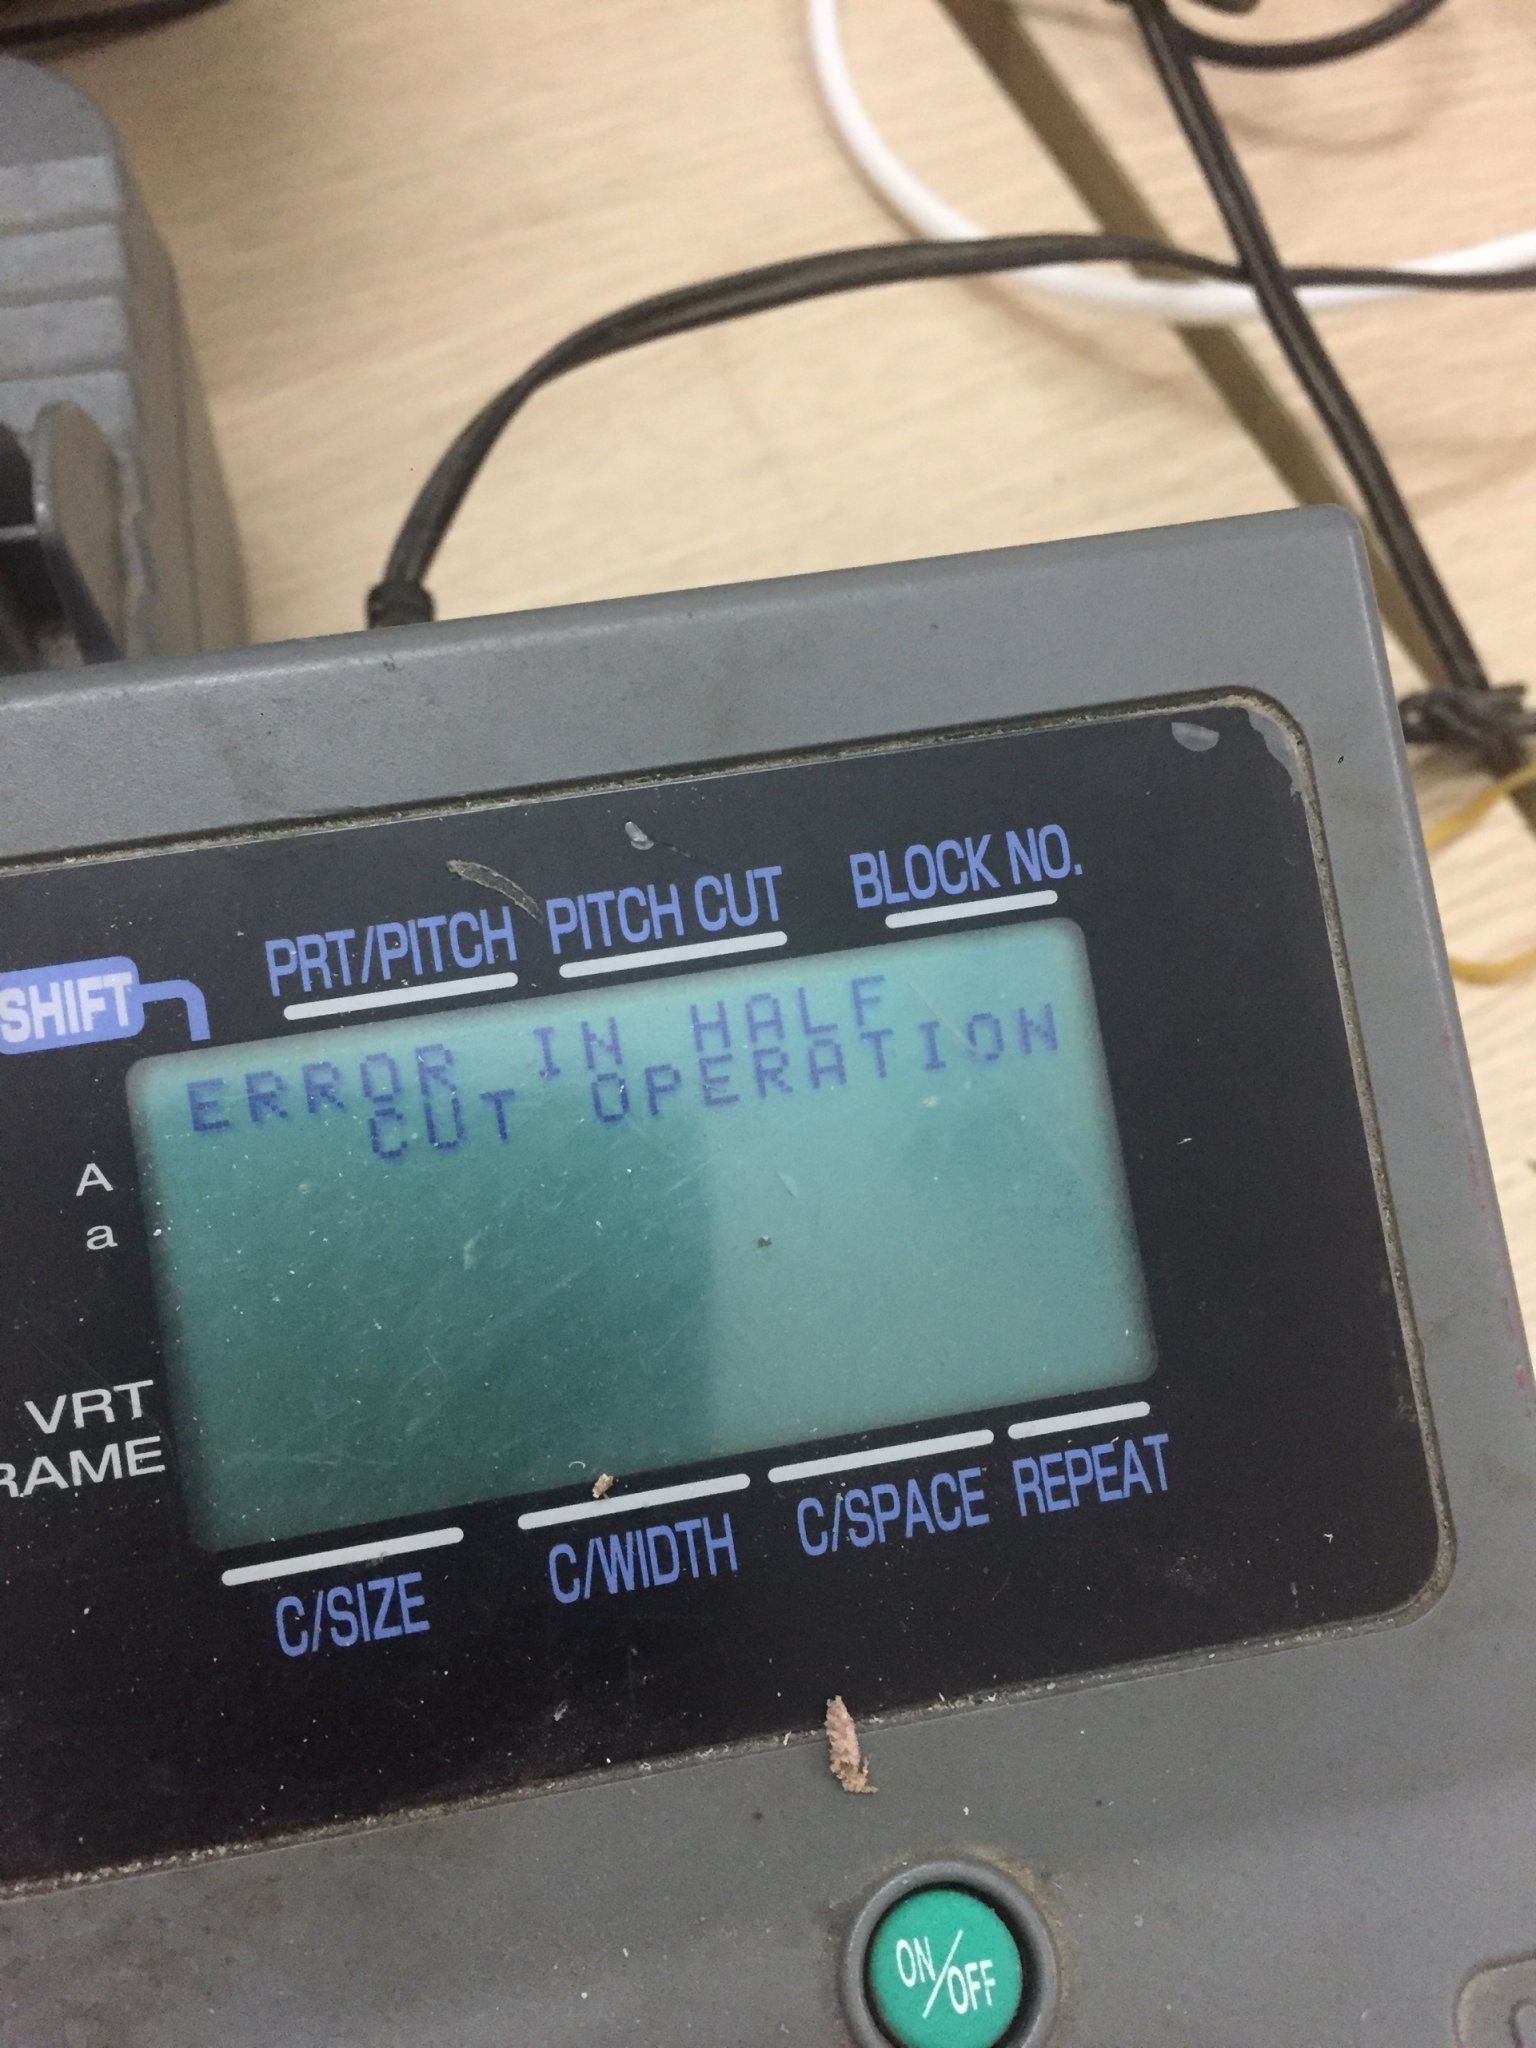 PRT/PITCH PITCH CUT BLOCK NO.
SHIFT
ERROR IN HALF
CUT OPERATION
A
a
VRT
RAME
C/SIZE C/WIDTH C/SPACE REPEAT
ON/OFF